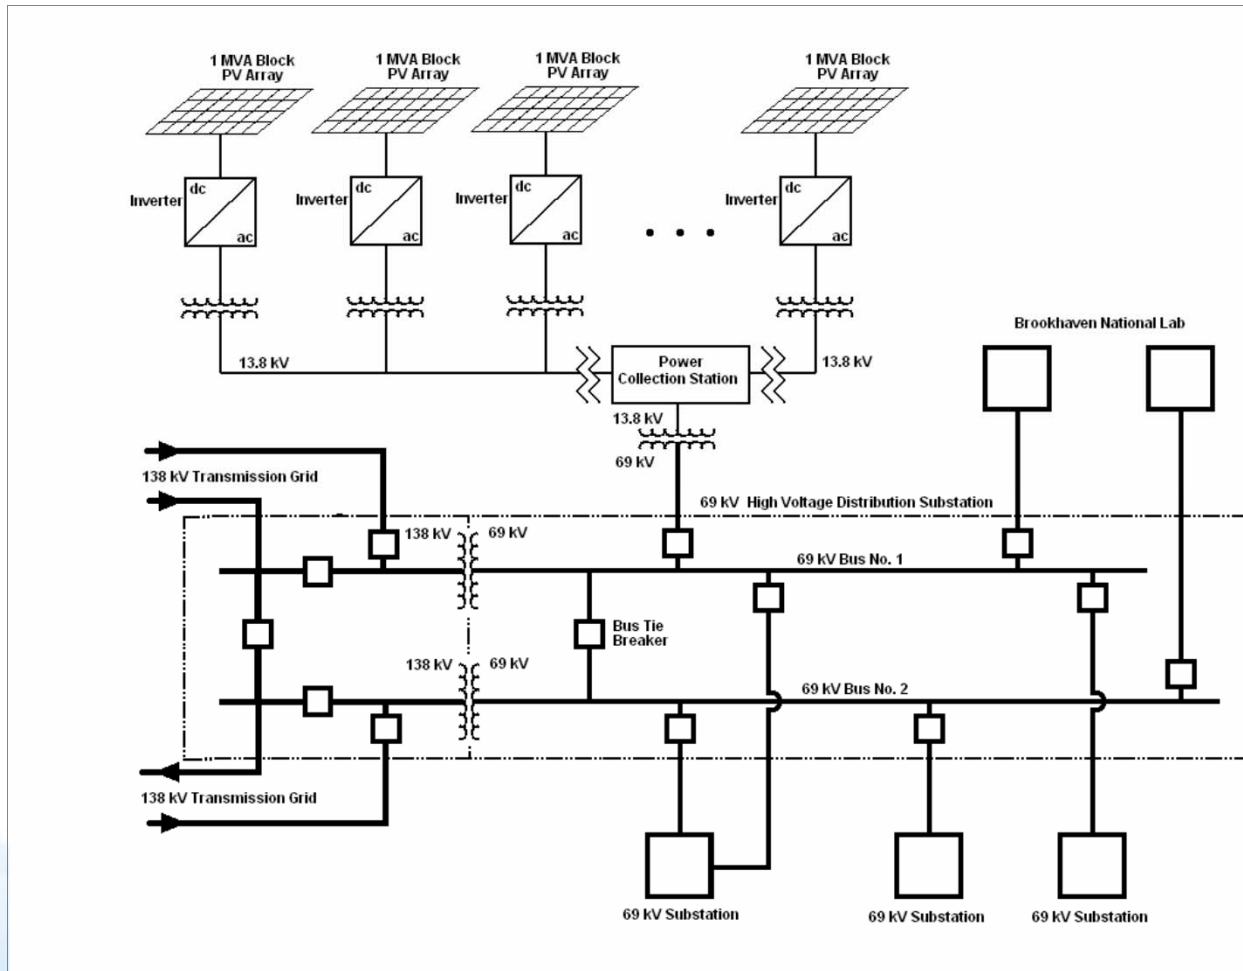 1 MVA Block
PV Array
1 MVA Block
PV Array
1 MVA Block
PV Array
1 MVA Block
PV Array
Inverter
dc
ac
Inverter
dc
ac
Inverter
dc
ac
Inverter
dc
ac
Brookhaven National Lab
13.8 kV
Power
Collection Station
13.8 kV
13.8 kV
69 kV
138 kV Transmission Grid
69 kV High Voltage Distribution Substation
138 kV
69 kV
69 kV Bus No. 1
Bus Tie
Breaker
138 kV
69 kV
69 kV Bus No. 2
138 kV Transmission Grid
69 kV Substation
69 kV Substation
69 kV Substation